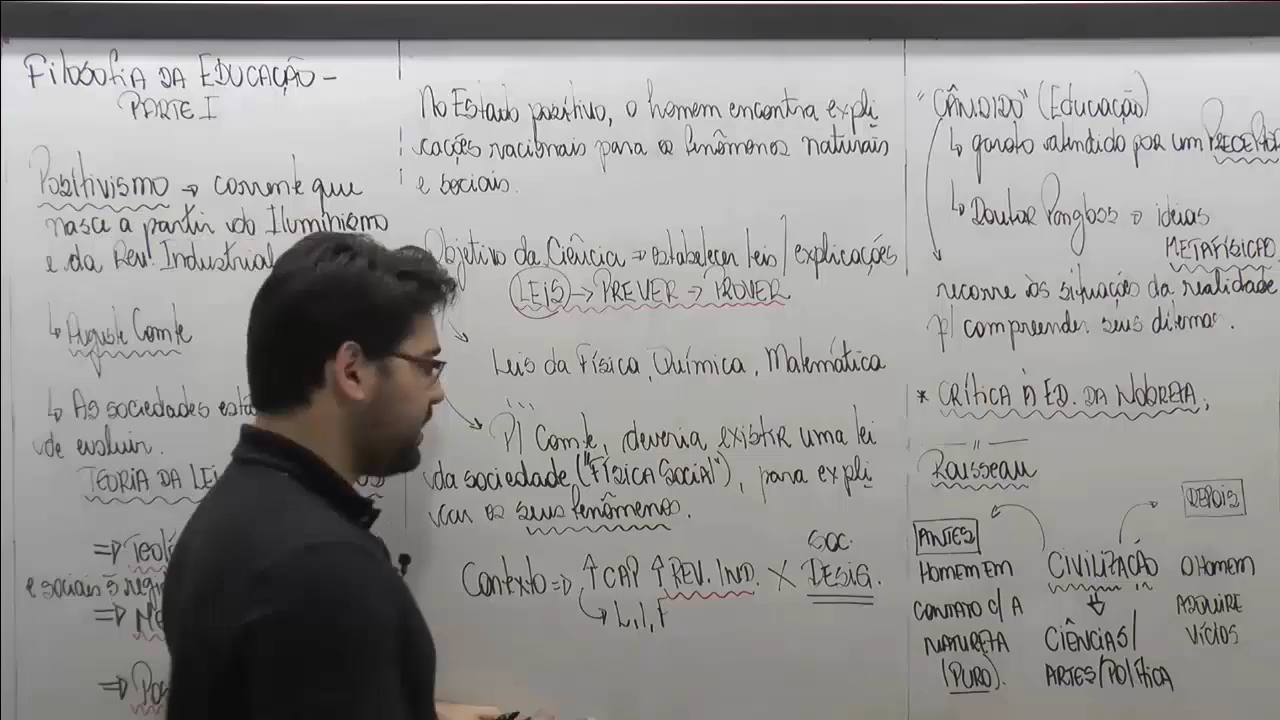 FILOSOFIA DA EDUCAÇÃO -
PARTE I
Positivismo → corrente que
nasce a partir do Iluminismo
e da Rev. Industrial
↳ Auguste Comte
↳ As sociedades
de evoluir.
TEORIA DA
⇒
e sociais
⇒
⇒
No Estado positivo, o homem encontra expli
cações racionais para os fenômenos naturais
e sociais.
Objetivo da Ciência → estabelecer leis / explicações
LEIS → PREVER → PROVER
Leis da Física, Química, Matemática
...
P/ Comte, deveria existir uma lei
da sociedade ("FÍSICA SOCIAL"), para expli
car os seus fenômenos.
SOC.
Contexto ⇒ ↑CAP ↑REV. IND. X DESIG.
↳ L, I, F
"CÂNDIDO" (Educação)
↳ garoto atendido por um PRECEPTOR
↳ Doutor Pangloss → ideias
METAFÍSICAS
recorre às situações da realidade
p/ compreender seus dilemas.
* CRÍTICA À ED. DA NOBREZA;
"
Rousseau
DEPOIS
ANTES
HOMEM EM
CONTATO C/ A
NATUREZA
(PURO).
CIVILIZAÇÃO
CIÊNCIAS/
ARTES/POLÍTICA
O HOMEM
ADQUIRE
VÍCIOS